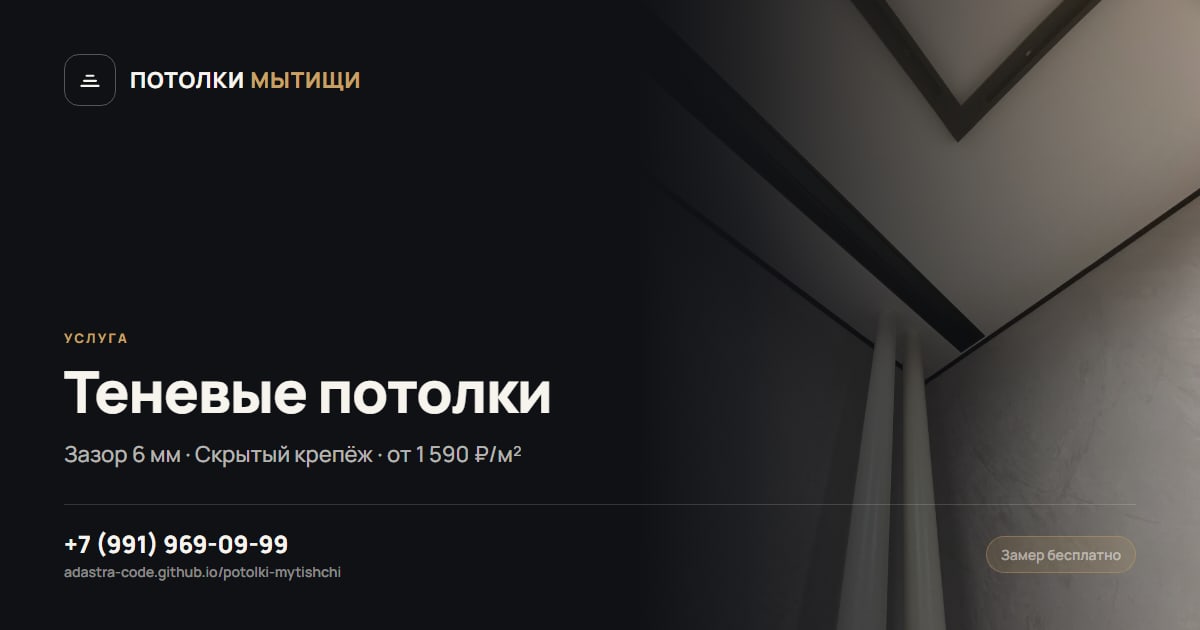 ПОТОЛКИ МЫТИЩИ
УСЛУГА
Теневые потолки
Зазор 6 мм · Скрытый крепёж · от 1 590 ₽/м²
+7 (991) 969-09-99
adastra-code.github.io/potolki-mytishchi
Замер бесплатно